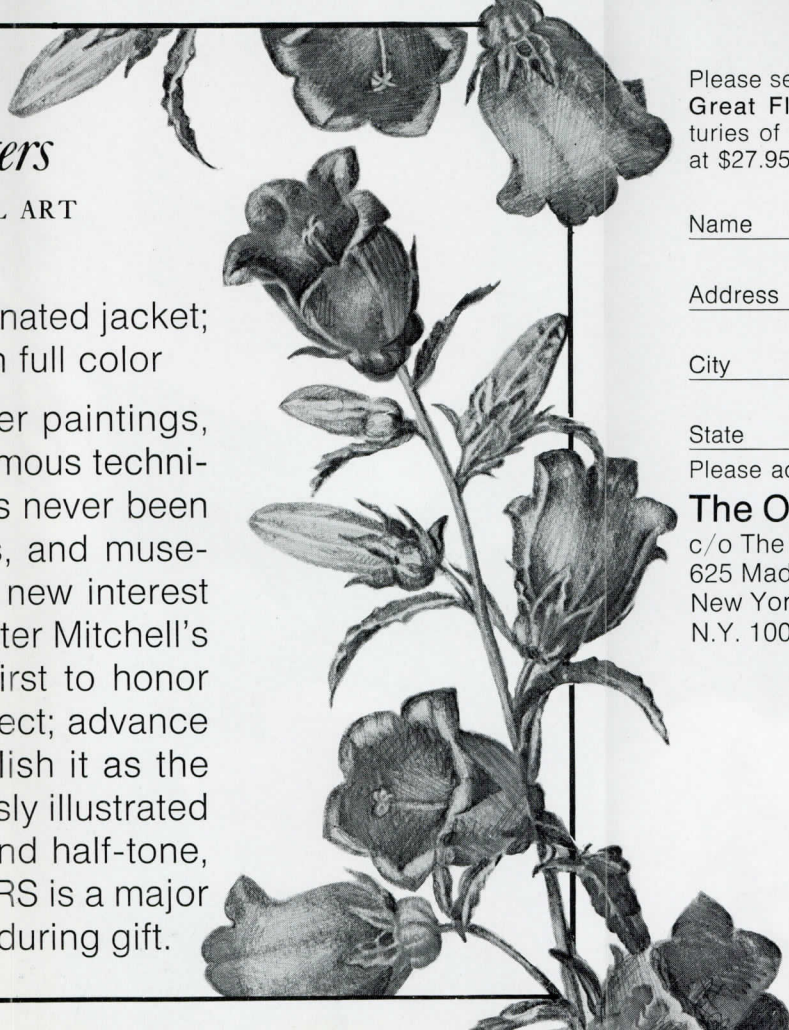 ers
L ART
nated jacket;
n full color
er paintings,
mous techni-
s never been
s, and muse-
new interest
ter Mitchell's
irst to honor
ect; advance
lish it as the
sly illustrated
nd half-tone,
RS is a major
during gift.
Please se
Great Fl
turies of
at $27.95
Name
Address
City
State
Please ad
The O
c/o The
625 Mad
New Yor
N.Y. 100